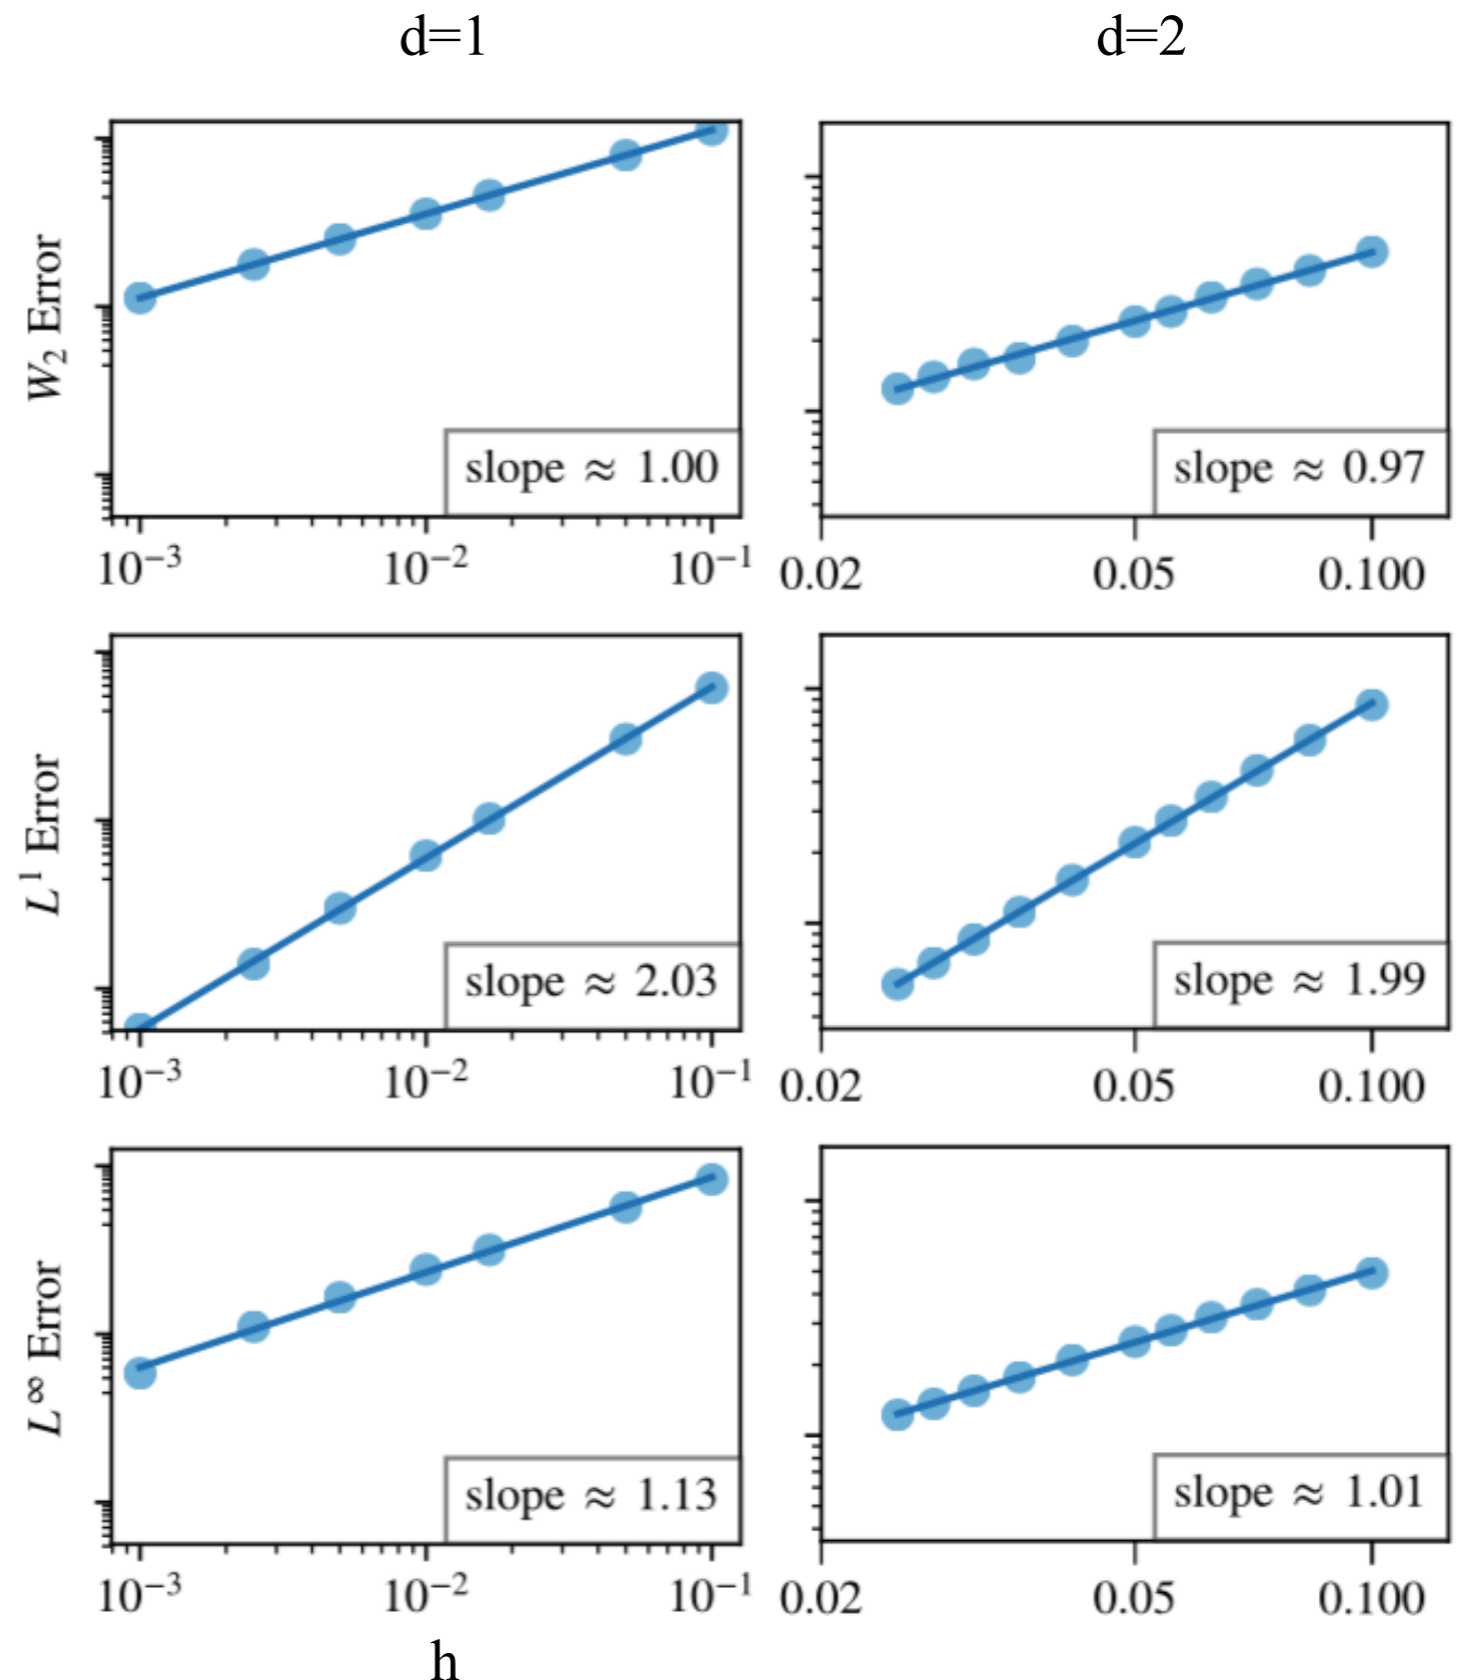 d=1 d=2
W₂ Error
slope ≈ 1.00
slope ≈ 0.97
10⁻³ 10⁻² 10⁻¹
0.02 0.05 0.100
L¹ Error
slope ≈ 2.03
slope ≈ 1.99
10⁻³ 10⁻² 10⁻¹
0.02 0.05 0.100
L∞ Error
slope ≈ 1.13
slope ≈ 1.01
10⁻³ 10⁻² 10⁻¹
0.02 0.05 0.100
h